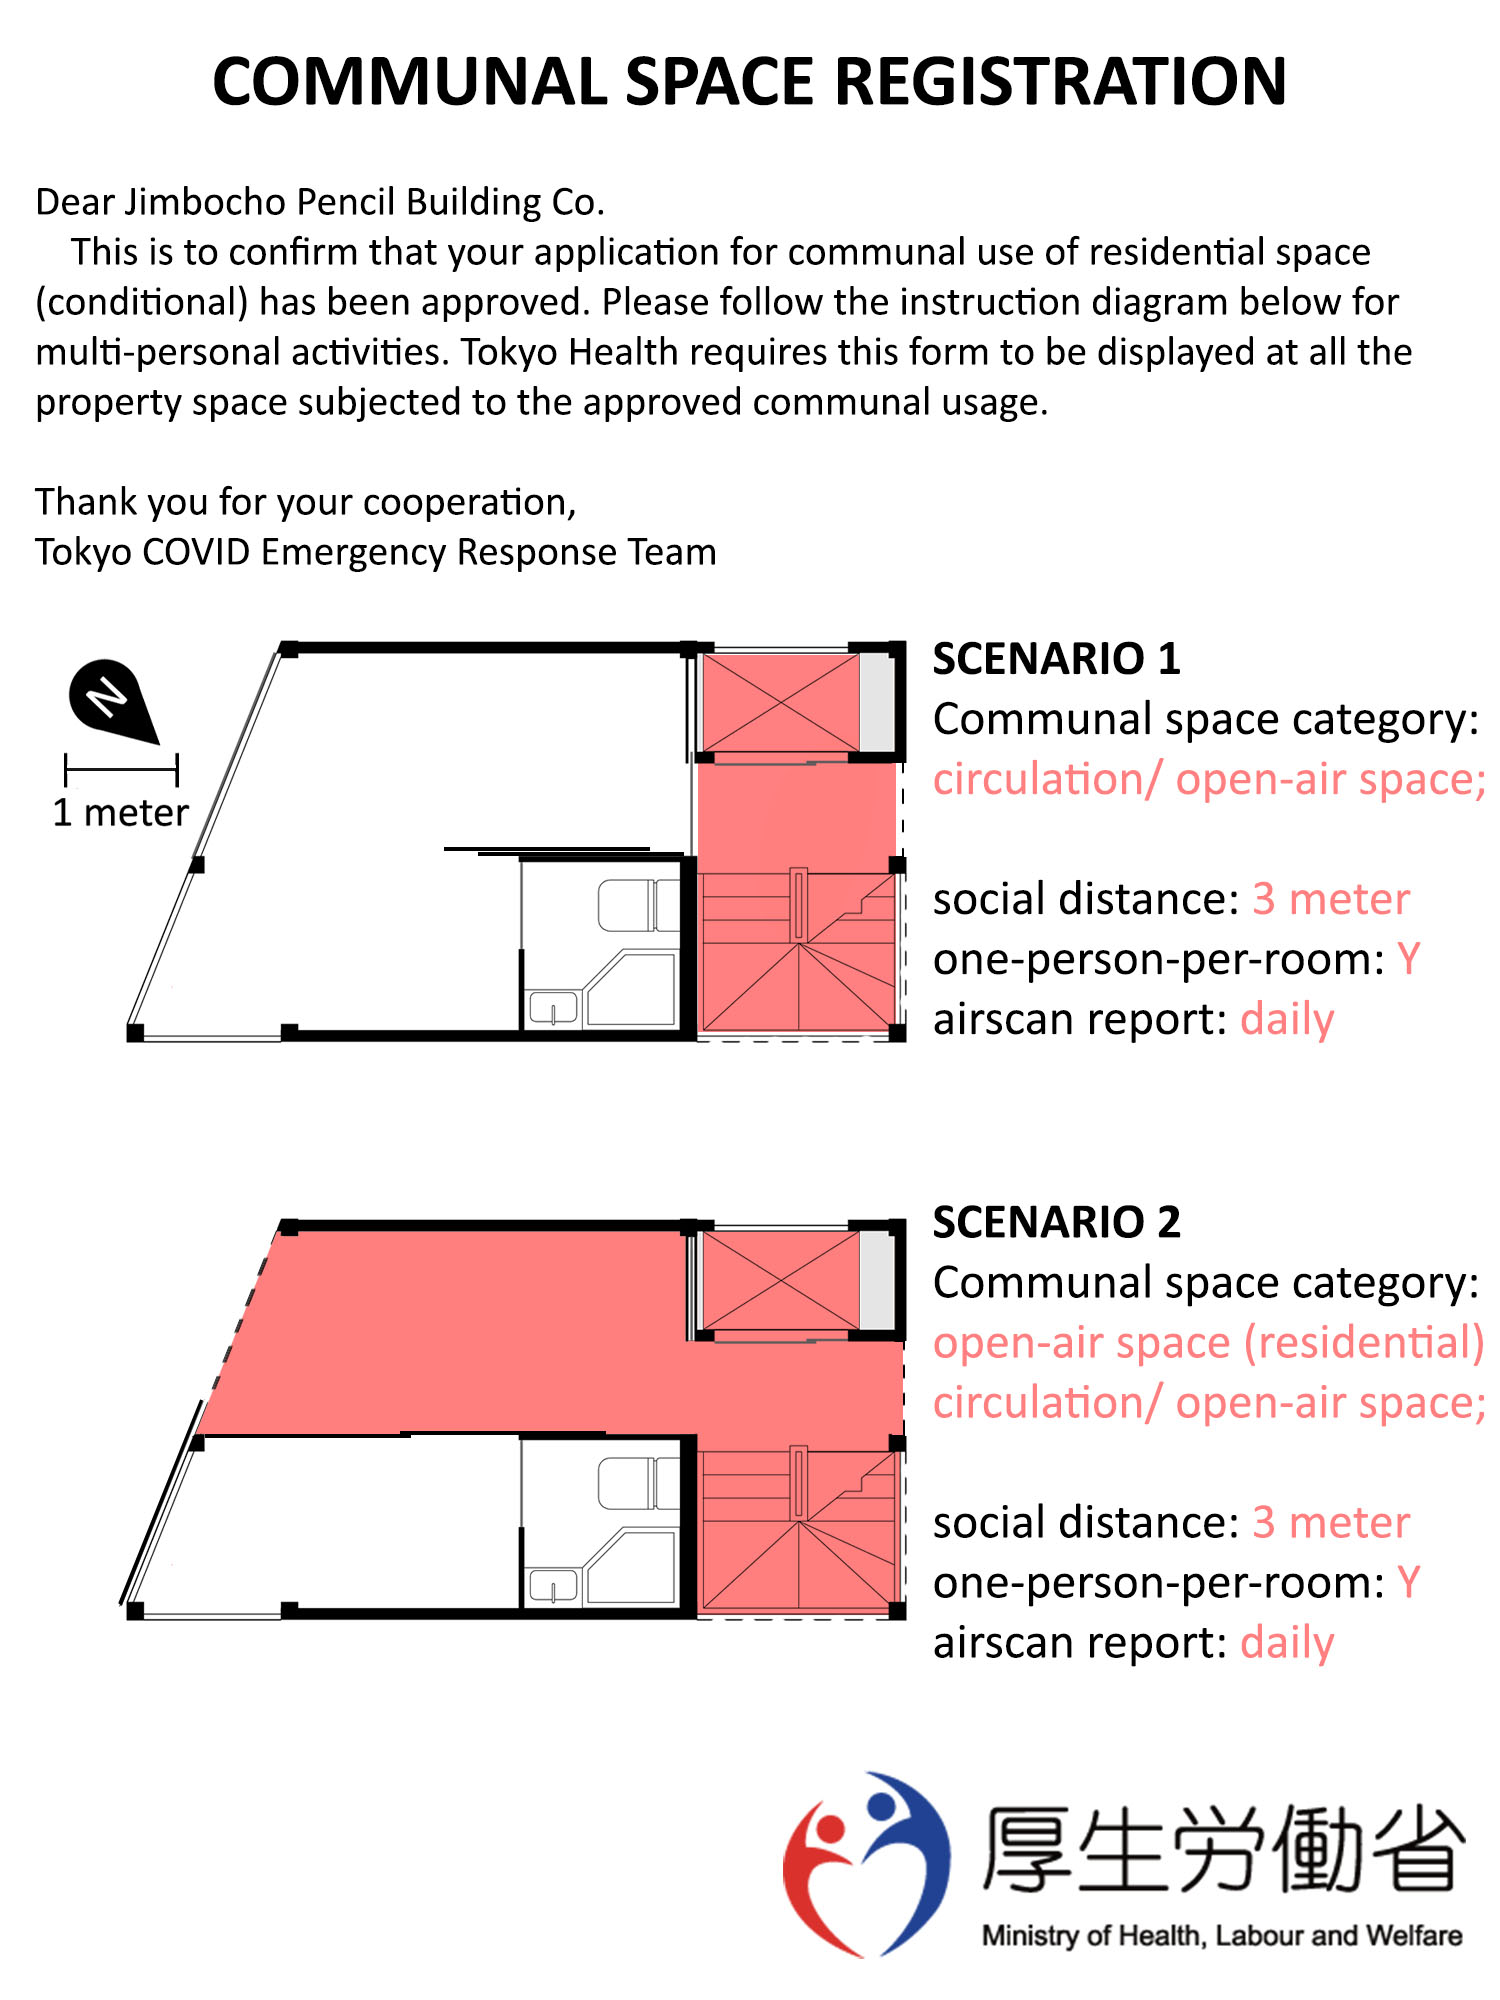 COMMUNAL SPACE REGISTRATION
Dear Jimbocho Pencil Building Co.
This is to confirm that your application for communal use of residential space
(conditional) has been approved. Please follow the instruction diagram below for
multi-personal activities. Tokyo Health requires this form to be displayed at all the
property space subjected to the approved communal usage.
Thank you for your cooperation,
Tokyo COVID Emergency Response Team
N
1 meter
SCENARIO 1
Communal space category:
circulation/ open-air space;
social distance: 3 meter
one-person-per-room: Y
airscan report: daily
SCENARIO 2
Communal space category:
open-air space (residential)
circulation/ open-air space;
social distance: 3 meter
one-person-per-room: Y
airscan report: daily
厚生労働省
Ministry of Health, Labour and Welfare